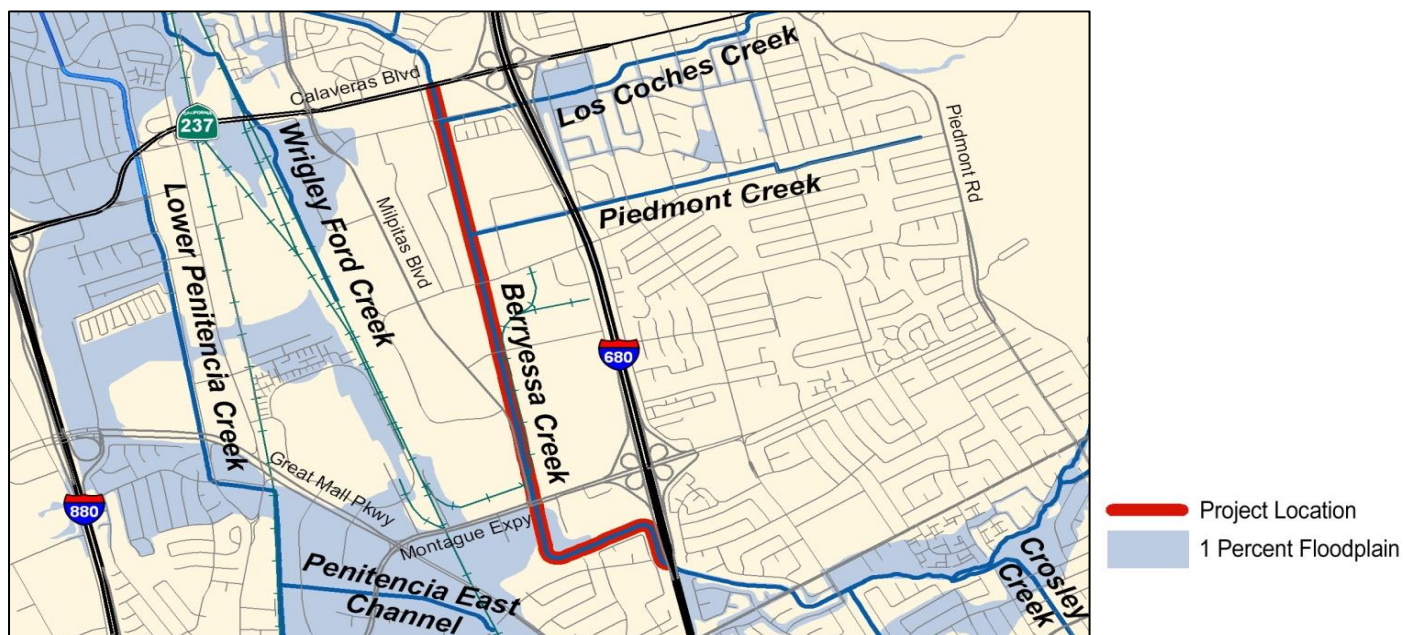 Calaveras Blvd
CALIFORNIA
237
Los Coches Creek
Wrigley Ford Creek
Piedmont Rd
Piedmont Creek
Lower Penitencia Creek
Milpitas Blvd
Berryessa Creek
680
Great Mall Pkwy
880
Montague Expy
Penitencia East
Channel
Crosley
Creek
Project Location
1 Percent Floodplain